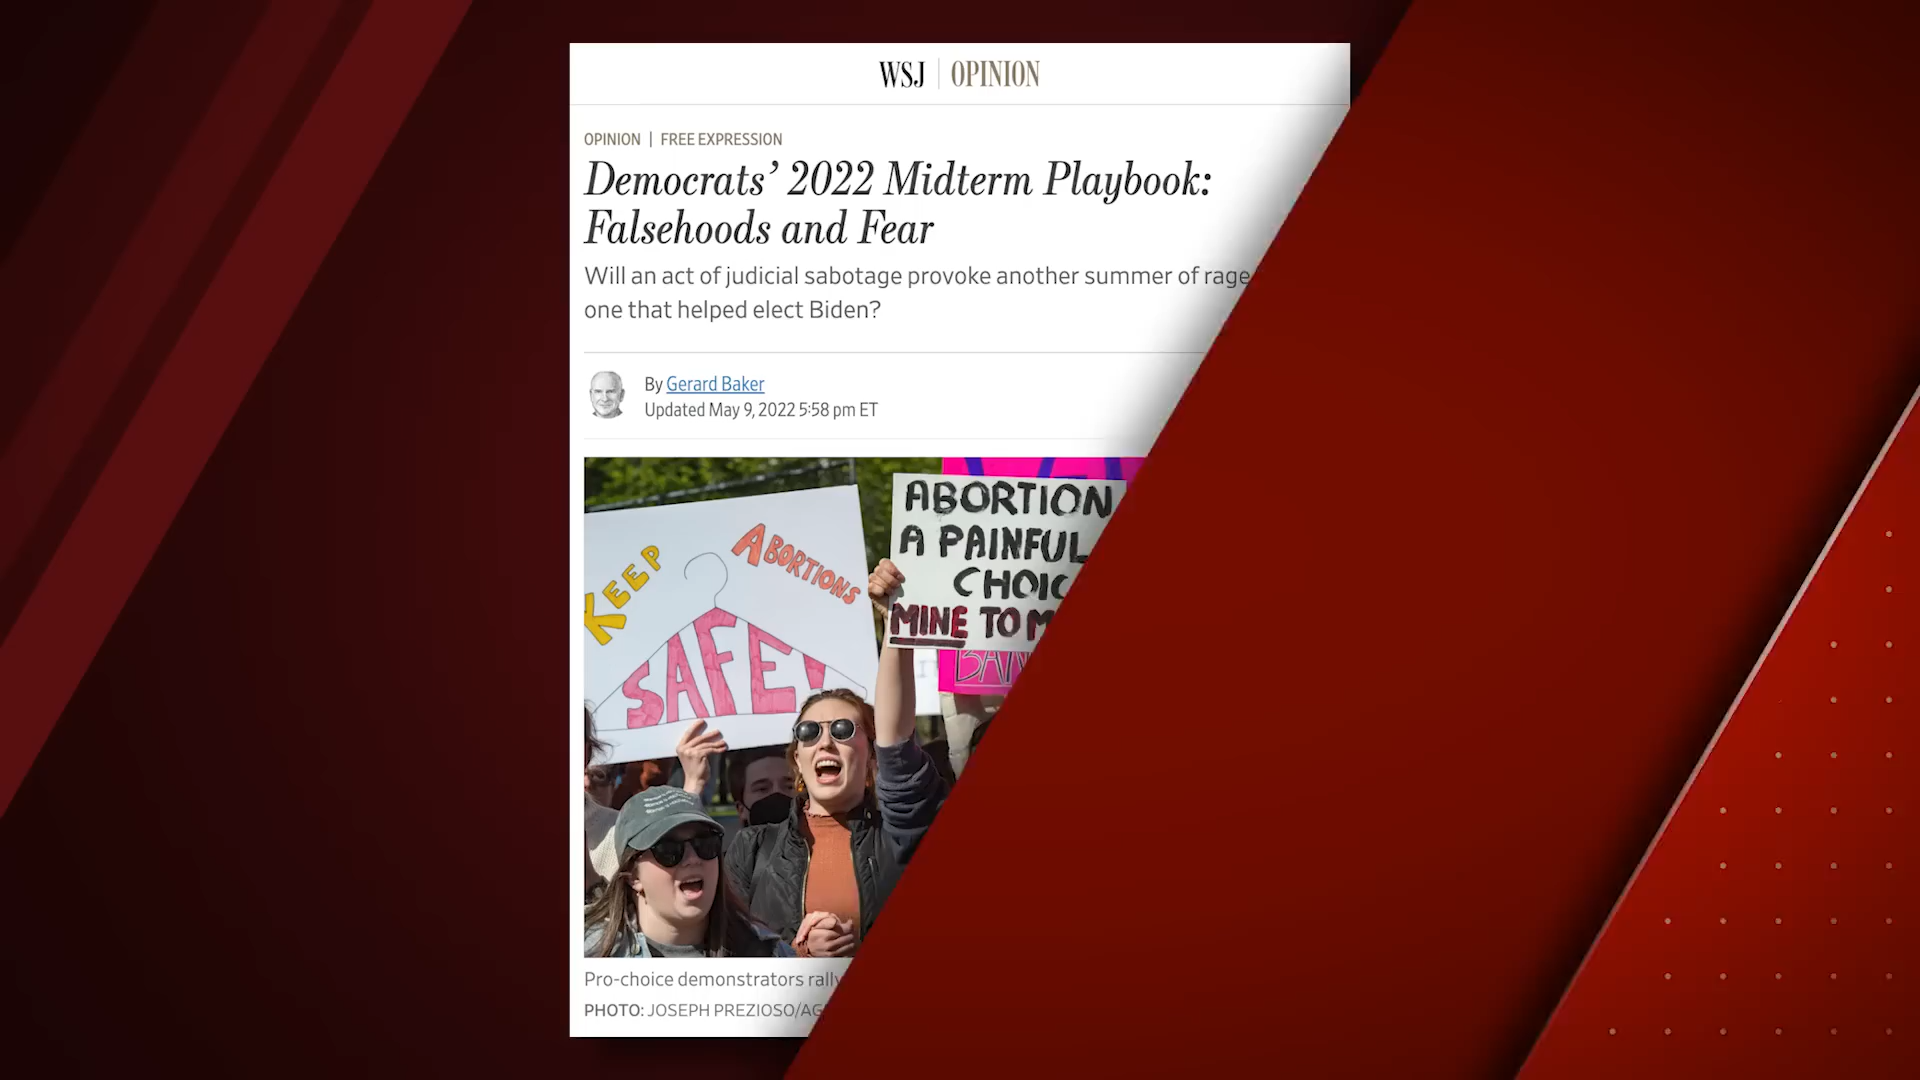 WSJ | OPINION
OPINION | FREE EXPRESSION
Democrats’ 2022 Midterm Playbook:
Falsehoods and Fear
Will an act of judicial sabotage provoke another summer of rage
one that helped elect Biden?
By Gerard Baker
Updated May 9, 2022 5:58 pm ET
KEEP
ABORTIONS
SAFE!
ABORTION
A PAINFUL
MINE TO
Pro-choice demonstrators rally
PHOTO: JOSEPH PREZIOSO/